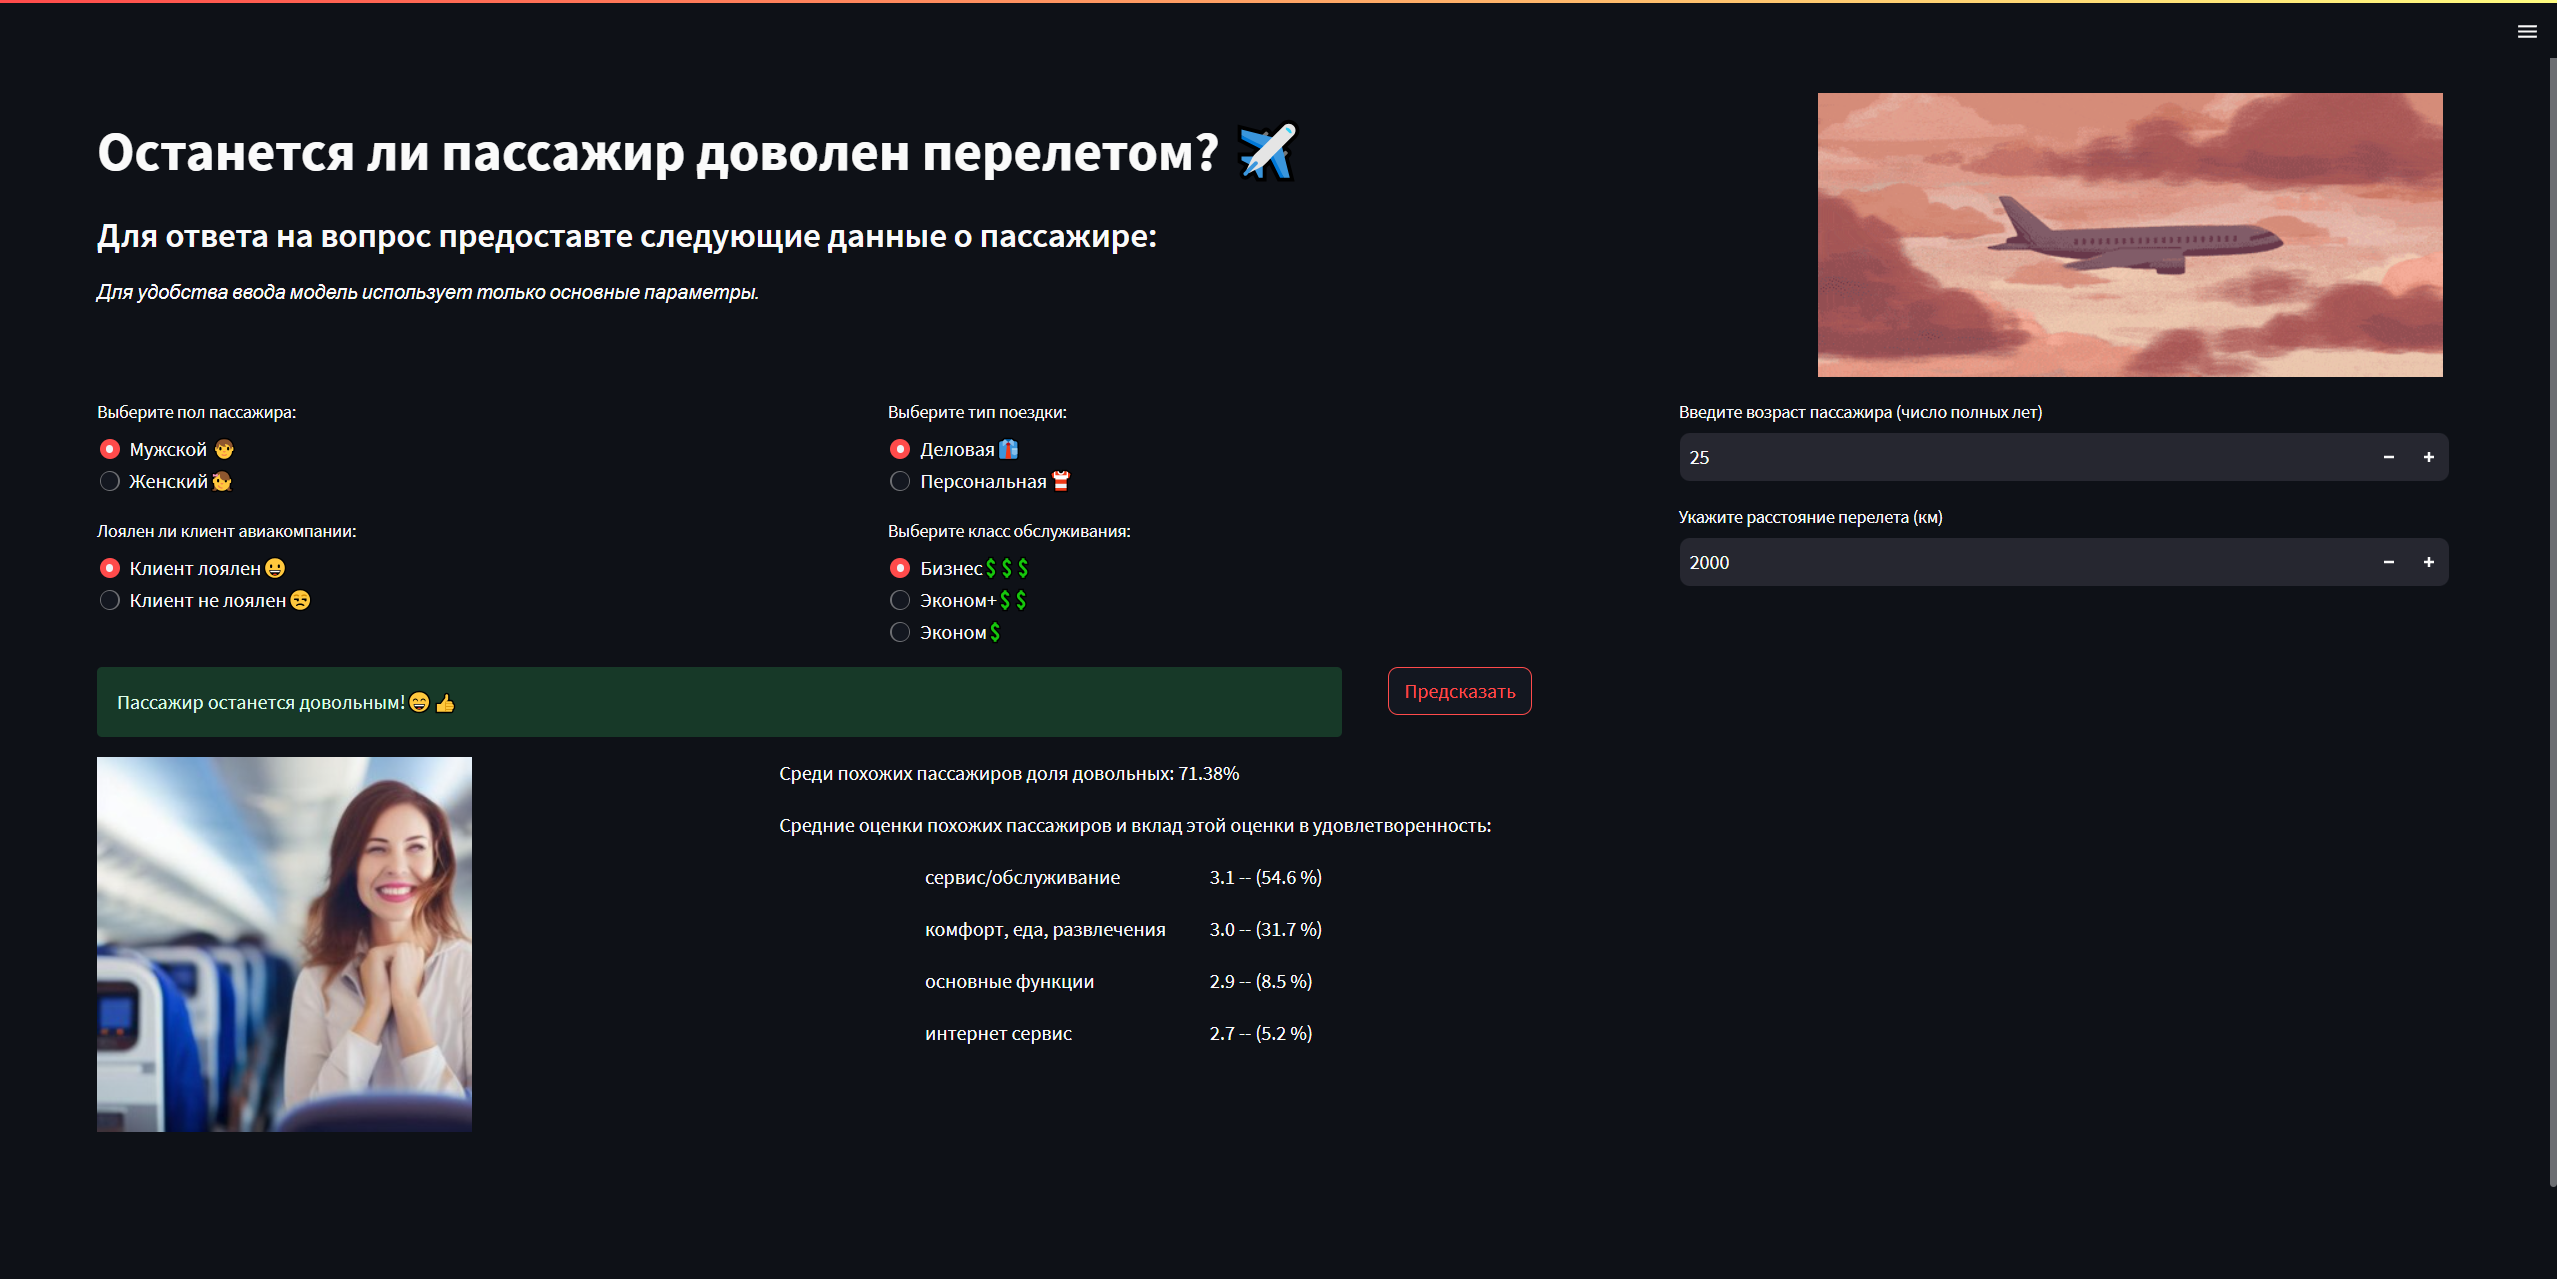 Останется ли пассажир доволен перелетом? ✈️
Для ответа на вопрос предоставте следующие данные о пассажире:
Для удобства ввода модель использует только основные параметры.
Выберите пол пассажира:
Мужской 👨
Женский 👧
Лоялен ли клиент авиакомпании:
Клиент лоялен 😀
Клиент не лоялен 😒
Выберите тип поездки:
Деловая 👔
Персональная 🎽
Выберите класс обслуживания:
Бизнес💲💲💲
Эконом+💲💲
Эконом💲
Введите возраст пассажира (число полных лет)
25
Укажите расстояние перелета (км)
2000
Пассажир останется довольным! 😄 👍
Предсказать
Среди похожих пассажиров доля довольных: 71.38%
Средние оценки похожих пассажиров и вклад этой оценки в удовлетворенность:
сервис/обслуживание 3.1 -- (54.6 %)
комфорт, еда, развлечения 3.0 -- (31.7 %)
основные функции 2.9 -- (8.5 %)
интернет сервис 2.7 -- (5.2 %)